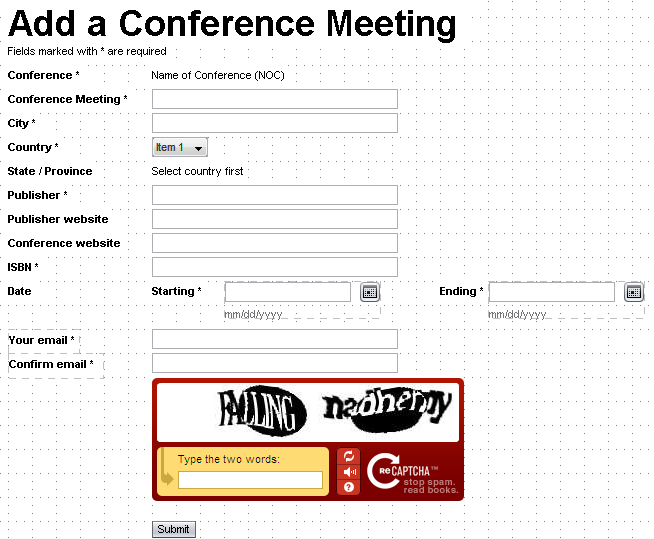 Add a Conference Meeting
Fields marked with * are required
Conference * Name of Conference (NOC)
Conference Meeting *
City *
Country * Item 1
State / Province Select country first
Publisher *
Publisher website
Conference website
ISBN *
Date Starting * Ending *
mm/dd/yyyy mm/dd/yyyy
Your email *
Confirm email *
Type the two words:
reCAPTCHA™
stop spam.
read books.
Submit